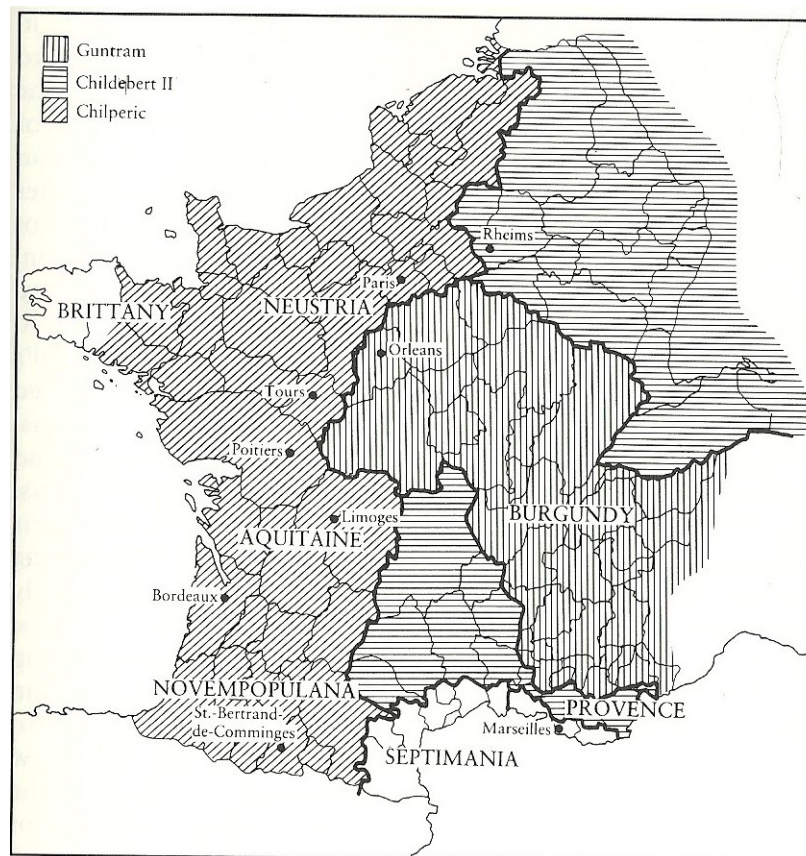 Guntram
Childebert II
Chilperic
Rheims
Paris
BRITTANY
NEUSTRIA
Orleans
Tours
Poitiers
Limoges
BURGUNDY
AQUITAINE
Bordeaux
NOVEMPOPULANA
St.-Bertrand-
de-Comminges
PROVENCE
Marseilles
SEPTIMANIA